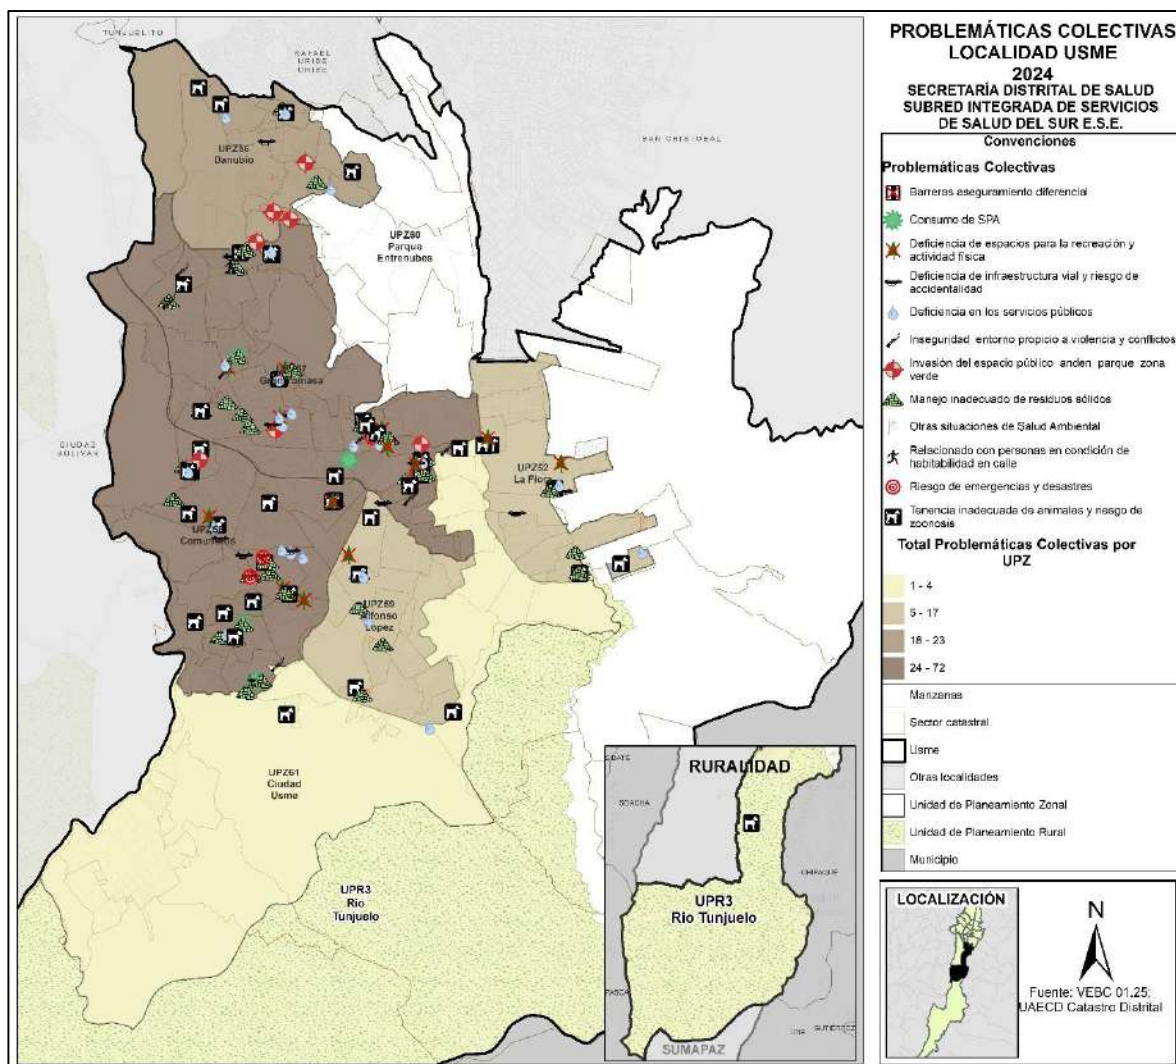 PROBLEMÁTICAS COLECTIVAS
LOCALIDAD USME
2024
SECRETARÍA DISTRITAL DE SALUD
SUBRED INTEGRADA DE SERVICIOS
DE SALUD DEL SUR E.S.E.
Convenciones
Problemáticas Colectivas
Barreras aseguramiento diferencial
Consumo de SPA
Deficiencia de espacios para la recreación y
actividad física
Deficiencia de infraestructura vial y riesgo de
accidentalidad
Deficiencia en los servicios públicos
Inseguridad entorno propicio a violencia y conflictos
Invasión del espacio público anden parque zona
verde
Manejo inadecuado de residuos sólidos
Otras situaciones de Salud Ambiental
Relacionado con personas en condición de
habitabilidad en calle
Riesgo de emergencias y desastres
Tenencia inadecuada de animales y riesgo de
zoonosis
Total Problemáticas Colectivas por
UPZ
1 - 4
5 - 17
18 - 23
24 - 72
Manzanas
Sector catastral
Usme
Otras localidades
Unidad de Planeamiento Zonal
Unidad de Planeamiento Rural
Municipio
LOCALIZACIÓN
N
Fuente: VEBC 01.25;
UAECD Catastro Distrital
TUNJUELITO
RAFAEL
URIBE
URIBE
SAN CRISTOBAL
UPZ56
Danubio
UPZ60
Parque
Entrenubes
CIUDAD
BOLIVAR
UPZ52
La Flora
UPZ59
Alfonso
Lopez
UPZ61
Ciudad
Usme
UPR3
Rio
Tunjuelo
RURALIDAD
SIBATE
SOACHA
CHIPAQUE
UPR3
Rio Tunjuelo
PASCA
UNE
GUTIERREZ
SUMAPAZ